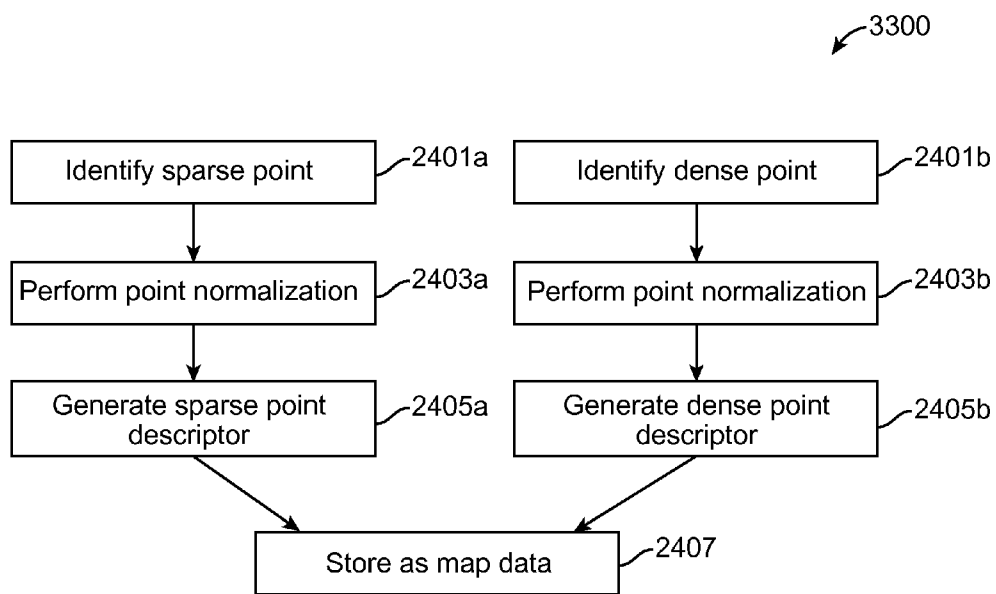 3300
Identify sparse point
2401a
Identify dense point
2401b
Perform point normalization
2403a
Perform point normalization
2403b
Generate sparse point
descriptor
2405a
Generate dense point
descriptor
2405b
Store as map data
2407